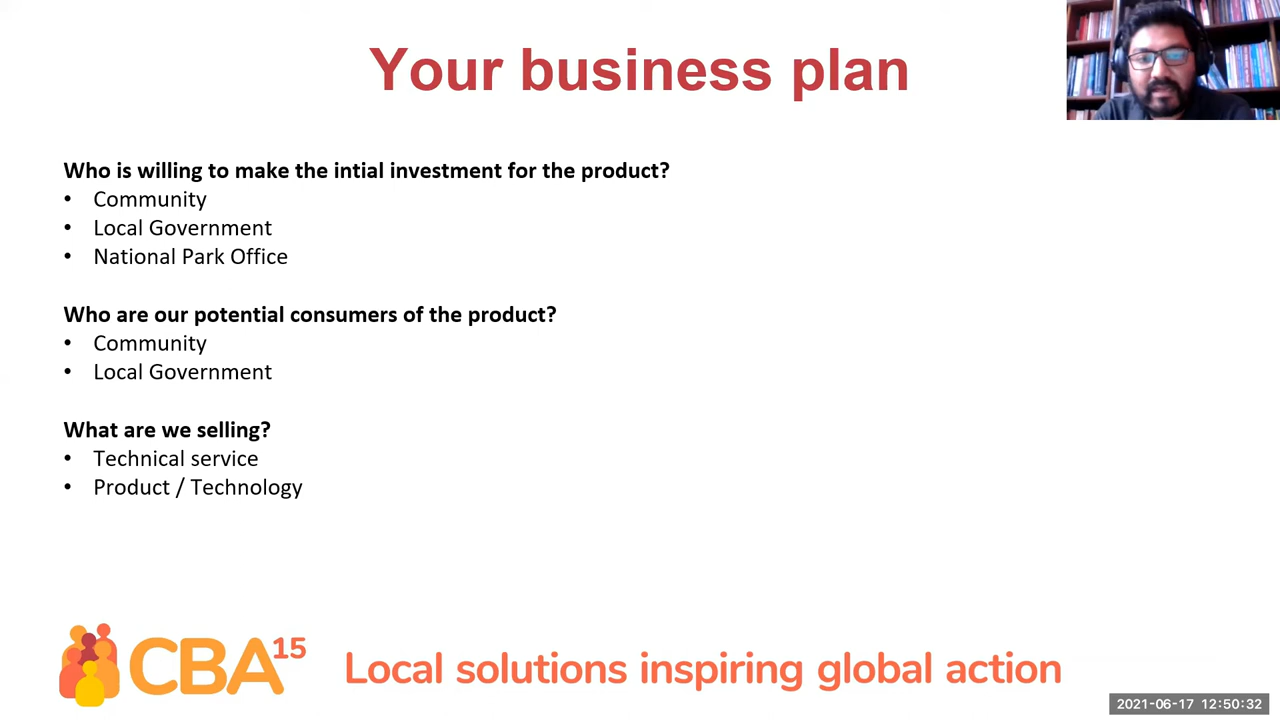 Your business plan
Who is willing to make the intial investment for the product?
• Community
• Local Government
• National Park Office
Who are our potential consumers of the product?
• Community
• Local Government
What are we selling?
• Technical service
• Product / Technology
CBA15
Local solutions inspiring global action
2021-06-17 12:50:32